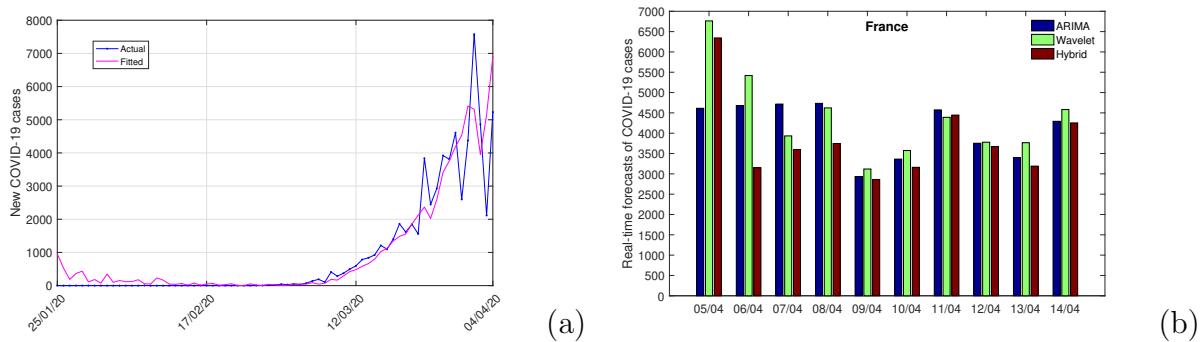 8000
7000
6000
5000
4000
3000
2000
1000
0
New COVID-19 cases
Actual
Fitted
25/01/20
17/02/20
12/03/20
04/04/20
(a)
7000
6500
6000
5500
5000
4500
4000
3500
3000
2500
2000
1500
1000
500
0
Real-time forecasts of COVID-19 cases
France
ARIMA
Wavelet
Hybrid
05/04 06/04 07/04 08/04 09/04 10/04 11/04 12/04 13/04 14/04
(b)